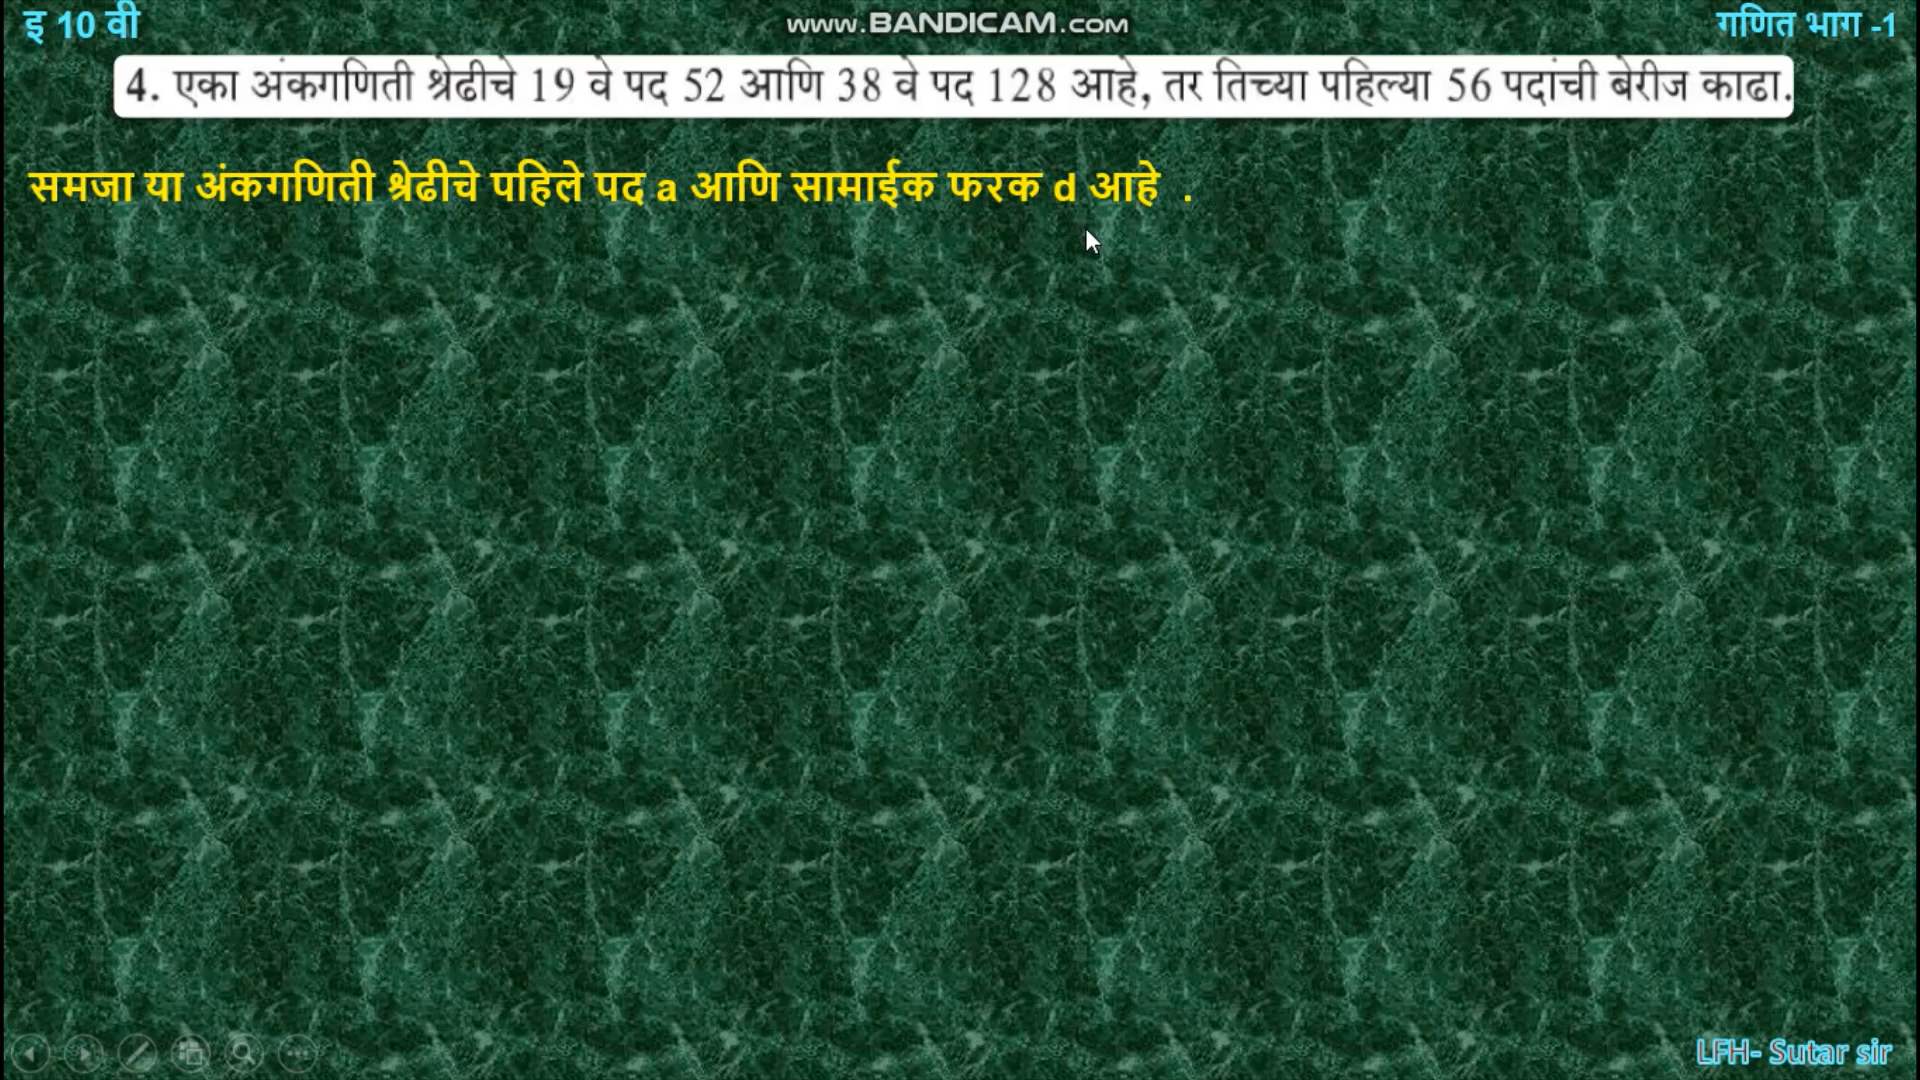 इ 10 वी
www.BANDICAM.com
गणित भाग -1
4. एका अंकगणिती श्रेढीचे 19 वे पद 52 आणि 38 वे पद 128 आहे, तर तिच्या पहिल्या 56 पदांची बेरीज काढा.
समजा या अंकगणिती श्रेढीचे पहिले पद a आणि सामाईक फरक d आहे .
LFH- Sutar sir